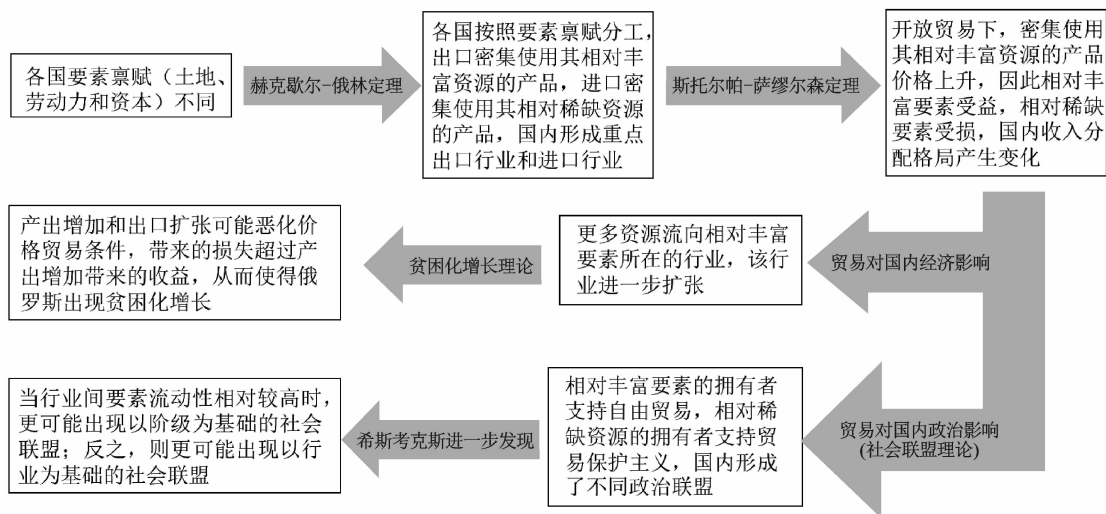 各国要素禀赋（土地、
劳动力和资本）不同
赫克歇尔-俄林定理
各国按照要素禀赋分工，
出口密集使用其相对丰
富资源的产品，进口密
集使用其相对稀缺资源
的产品，国内形成重点
出口行业和进口行业
斯托尔帕-萨缪尔森定理
开放贸易下，密集使用
其相对丰富资源的产品
价格上升，因此相对丰
富要素受益，相对稀缺
要素受损，国内收入分
配格局产生变化
贸易对国内经济影响
更多资源流向相对丰富
要素所在的行业，该行
业进一步扩张
贫困化增长理论
产出增加和出口扩张可能恶化价
格贸易条件，带来的损失超过产
出增加带来的收益，从而使得俄
罗斯出现贫困化增长
贸易对国内政治影响
(社会联盟理论)
相对丰富要素的拥有者
支持自由贸易，相对稀
缺资源的拥有者支持贸
易保护主义，国内形成
了不同政治联盟
希斯考克斯进一步发现
当行业间要素流动性相对较高时，
更可能出现以阶级为基础的社会
联盟；反之，则更可能出现以行
业为基础的社会联盟